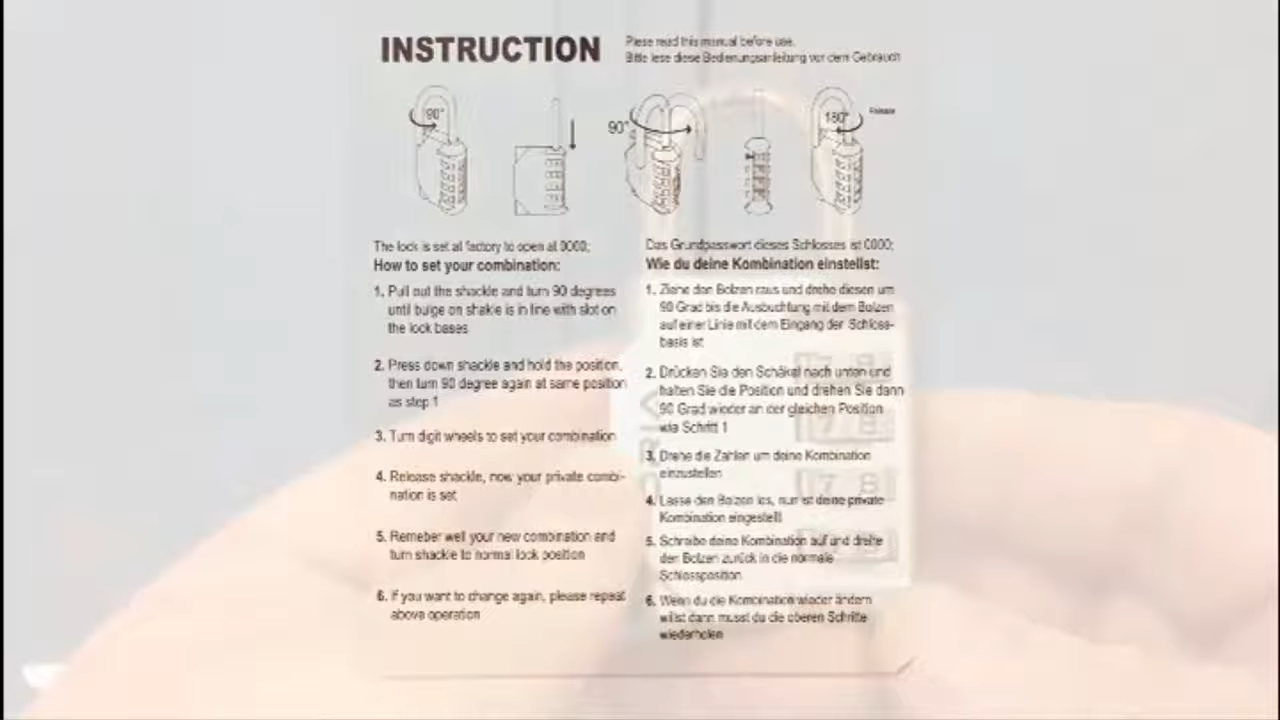 INSTRUCTION
Plese read this manual before use.
Bitte lese diese Bedienungsanleitung vor dem Gebrauch
90°
90°
180°
Release
The lock is set at factory to open at 0000;
How to set your combination:
1. Pull out the shackle and turn 90 degrees
until bulge on shakle is in line with slot on
the lock bases
2. Press down shackle and hold the position,
then turn 90 degree again at same position
as step 1
3. Turn digit wheels to set your combination
4. Release shackle, now your private combi-
nation is set
5. Remeber well your new combination and
turn shackle to normal lock position
6. If you want to change again, please repeat
above operation
Das Grundpasswort dieses Schlosses ist 0000;
Wie du deine Kombination einstellst:
1. Ziehe den Bolzen raus und drehe diesen um
90 Grad bis die Ausbuchtung mit dem Bolzen
auf einer Linie mit dem Eingang der Schloss-
basis ist
2. Drücken Sie den Schäkel nach unten und
halten Sie die Position und drehen Sie dann
90 Grad wieder an der gleichen Position
wie Schritt 1
3. Drehe die Zahlen um deine Kombination
einzustellen
4. Lasse den Bolzen los, nun ist deine private
Kombination eingestellt
5. Schreibe deine Kombination auf und drehe
den Bolzen zurück in die normale
Schlossposition
6. Wenn du die Kombination wieder ändern
willst dann musst du die oberen Schritte
wiederholen
7 8
7 8
7 8